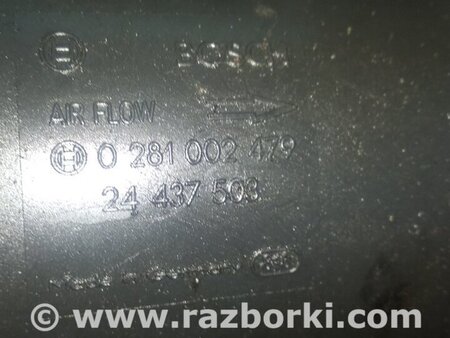 BOSCH
AIR FLOW
0 281 002 479
24 437 503
© www.razborki.com